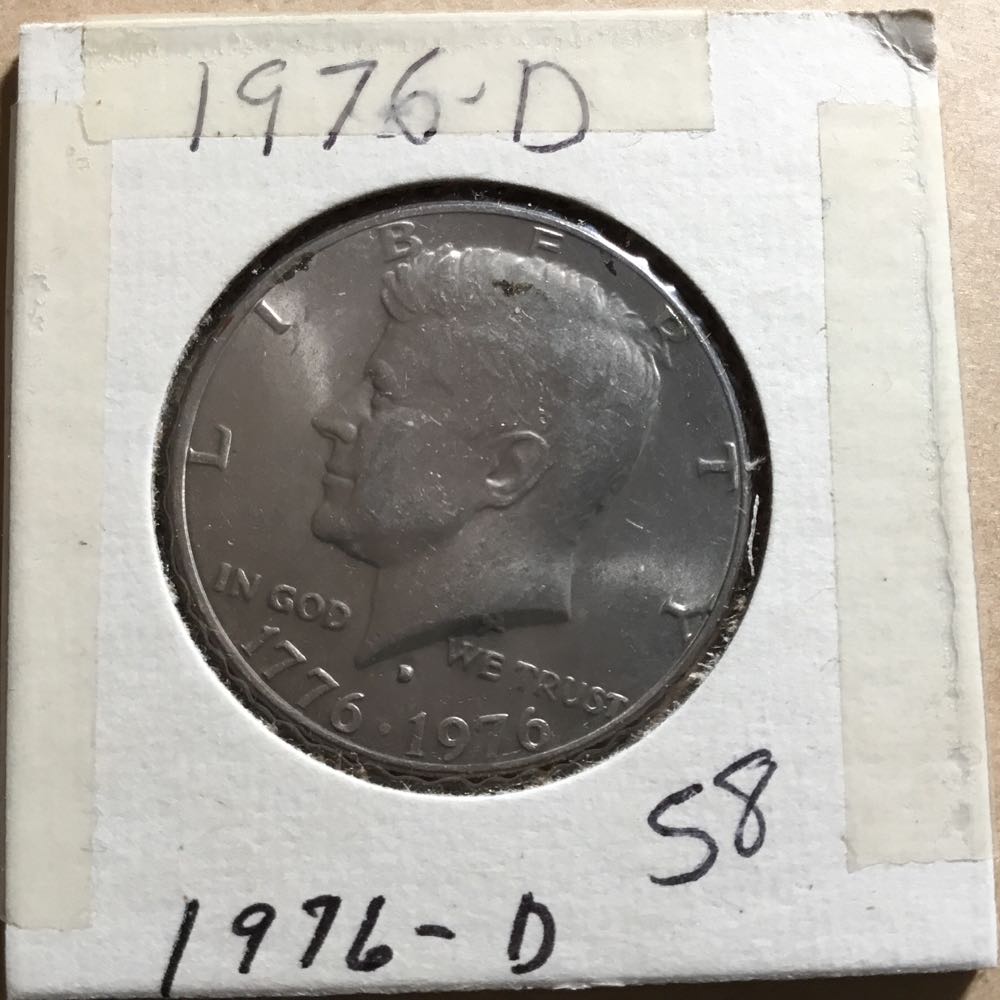 1976-D
LIBERTY
IN GOD WE TRUST
D
1776·1976
58
1976-D